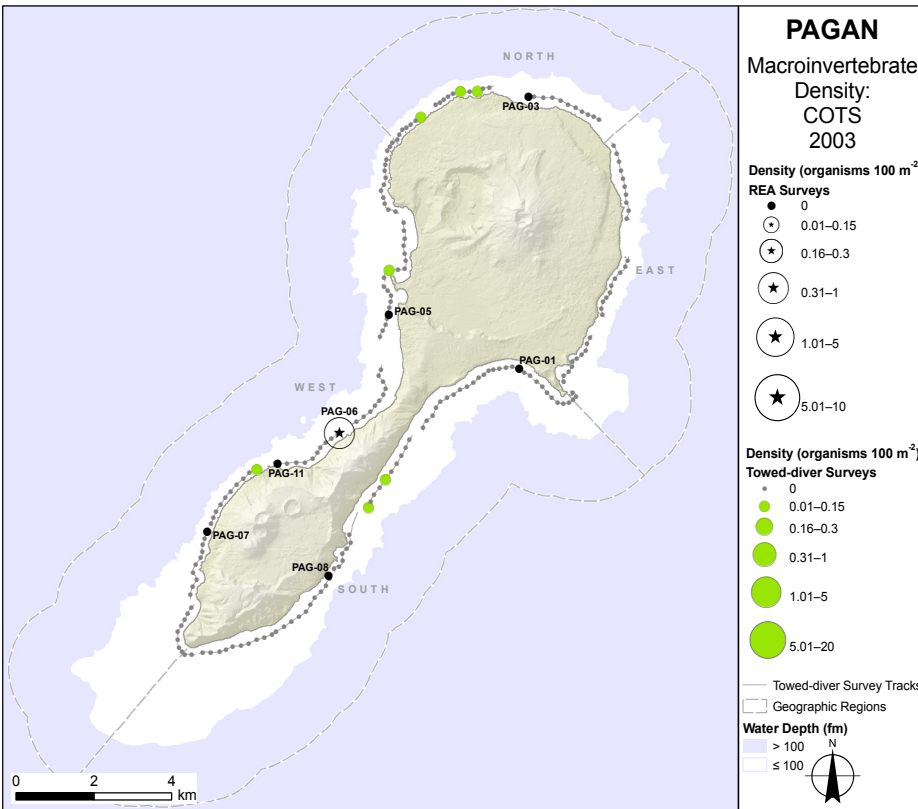 PAGAN
Macroinvertebrate
Density:
COTS
2003
Density (organisms 100 m-2
REA Surveys
0
0.01–0.15
0.16–0.3
0.31–1
1.01–5
5.01–10
Density (organisms 100 m-2)
Towed-diver Surveys
0
0.01–0.15
0.16–0.3
0.31–1
1.01–5
5.01–20
Towed-diver Survey Tracks
Geographic Regions
Water Depth (fm)
> 100
≤ 100
N
NORTH
PAG-03
EAST
PAG-05
PAG-01
WEST
PAG-06
PAG-11
PAG-07
PAG-08
SOUTH
0 2 4
km